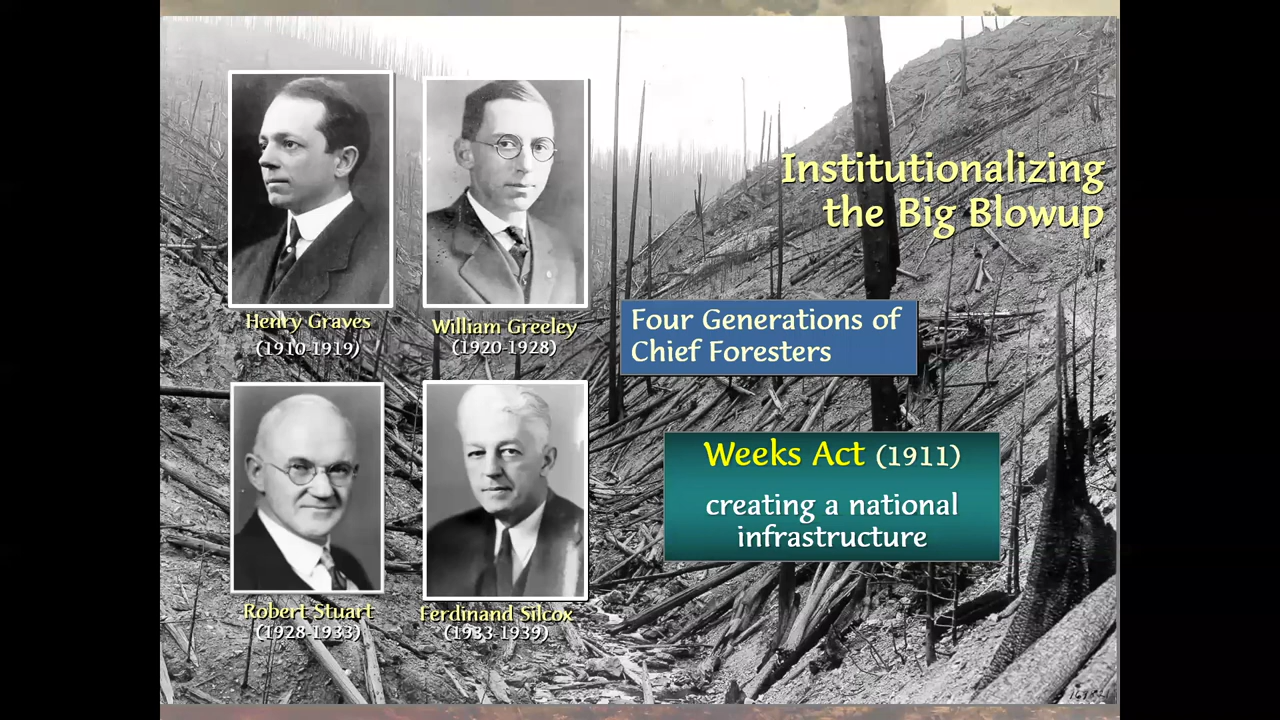 Institutionalizing
the Big Blowup
Henry Graves
(1910-1919)
William Greeley
(1920-1928)
Four Generations of
Chief Foresters
Weeks Act (1911)
creating a national
infrastructure
Robert Stuart
(1928-1933)
Ferdinand Silcox
(1933-1939)